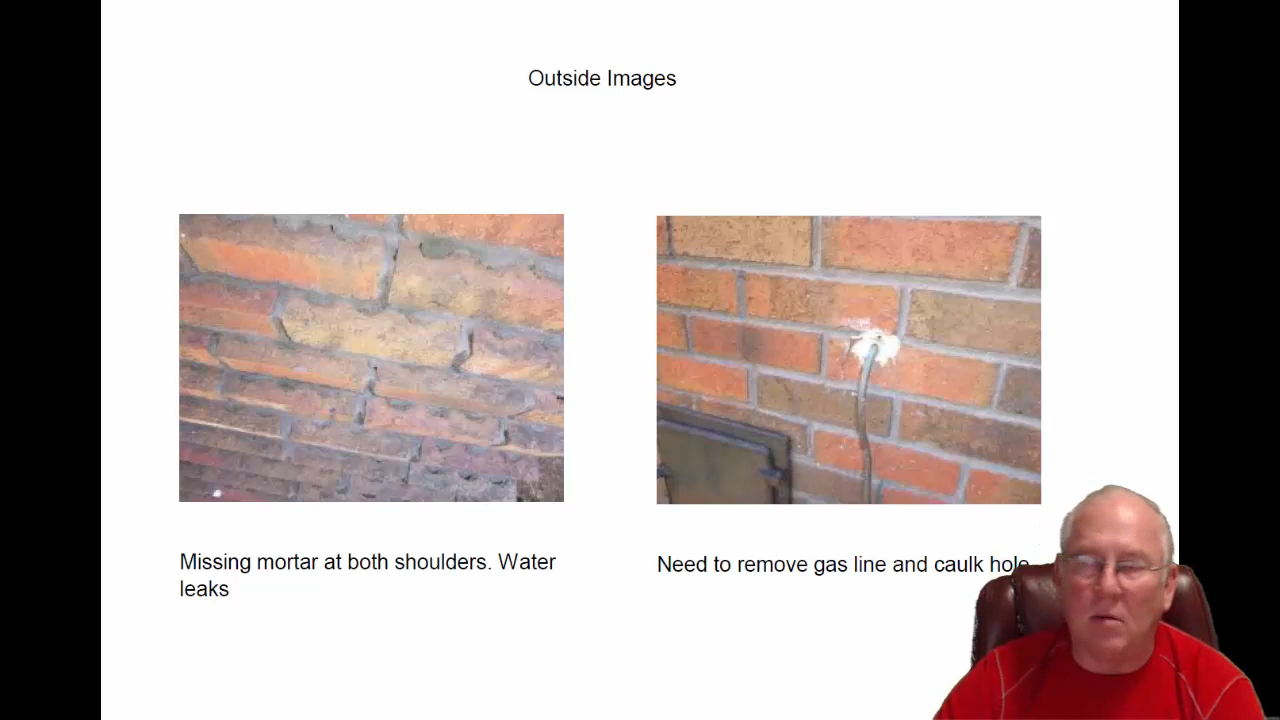 Outside Images
Missing mortar at both shoulders. Water
leaks
Need to remove gas line and caulk hole